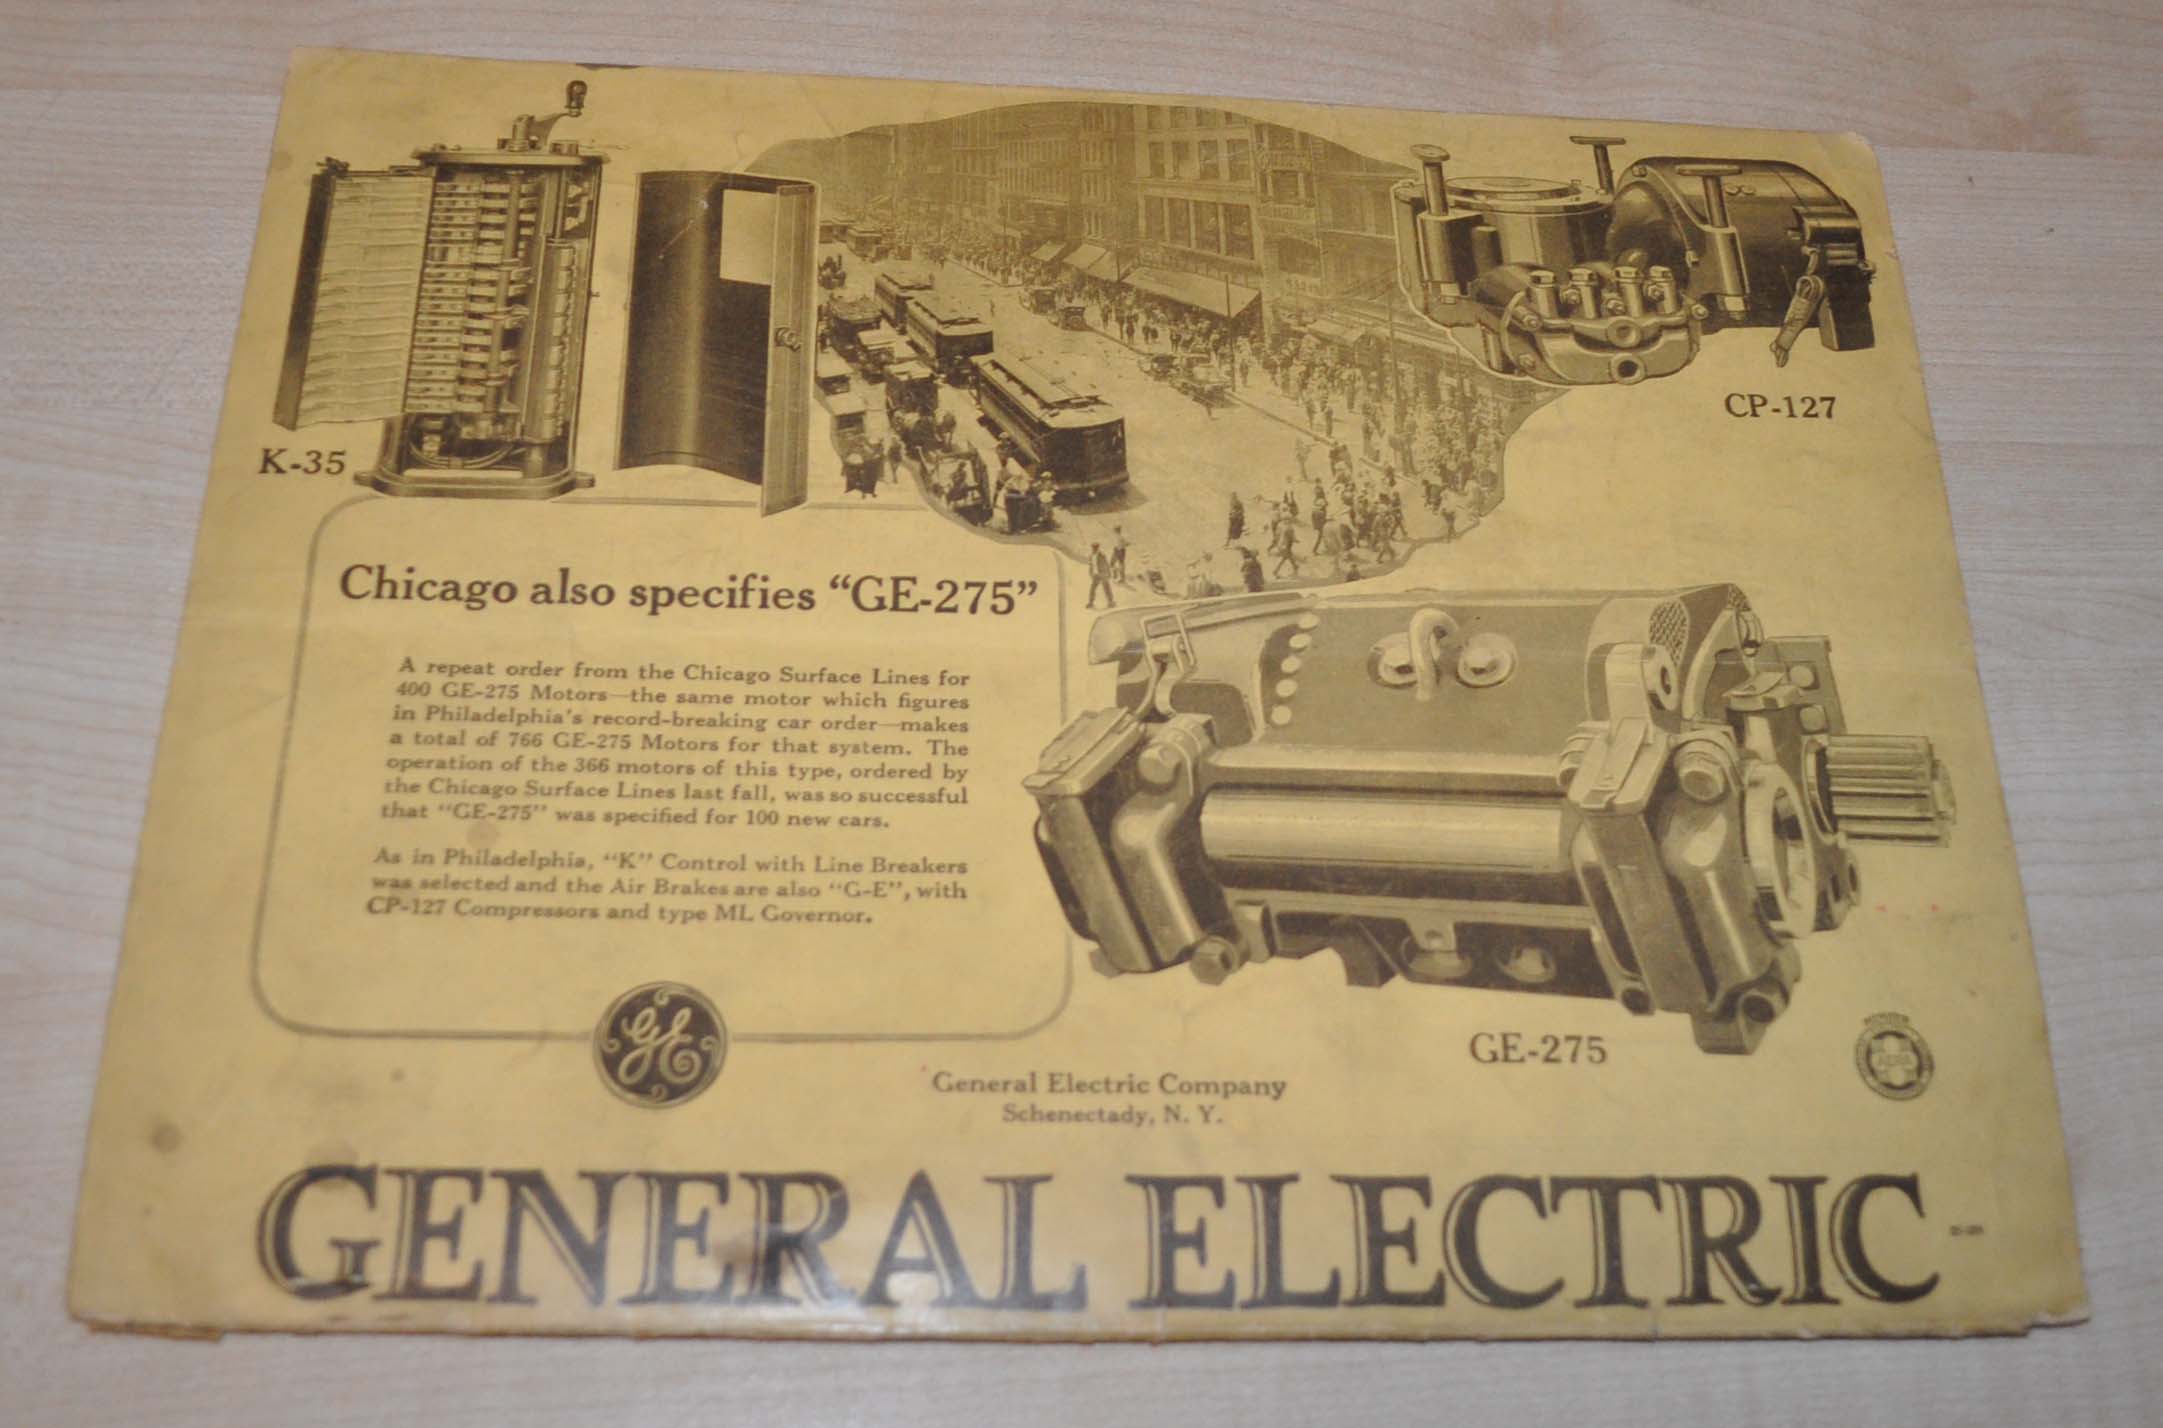 K-35
CP-127
Chicago also specifies “GE-275”
A repeat order from the Chicago Surface Lines for
400 GE-275 Motors—the same motor which figures
in Philadelphia's record-breaking car order—makes
a total of 766 GE-275 Motors for that system. The
operation of the 366 motors of this type, ordered by
the Chicago Surface Lines last fall, was so successful
that “GE-275” was specified for 100 new cars.
As in Philadelphia, “K” Control with Line Breakers
was selected and the Air Brakes are also “G-E”, with
CP-127 Compressors and type ML Governor.
GE-275
GE
General Electric Company
Schenectady, N. Y.
GENERAL ELECTRIC